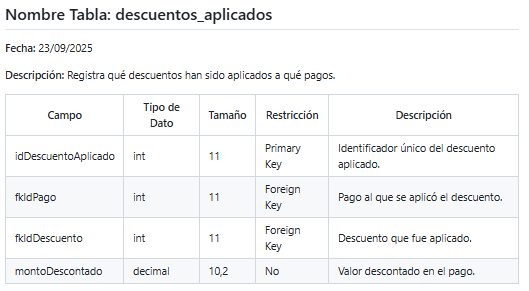 Nombre Tabla: descuentos_aplicados
Fecha: 23/09/2025
Descripción: Registra qué descuentos han sido aplicados a qué pagos.
Campo Tipo de Dato Tamaño Restricción Descripción
idDescuentoAplicado int 11 Primary Key Identificador único del descuento aplicado.
fkIdPago int 11 Foreign Key Pago al que se aplicó el descuento.
fkIdDescuento int 11 Foreign Key Descuento que fue aplicado.
montoDescontado decimal 10,2 No Valor descontado en el pago.